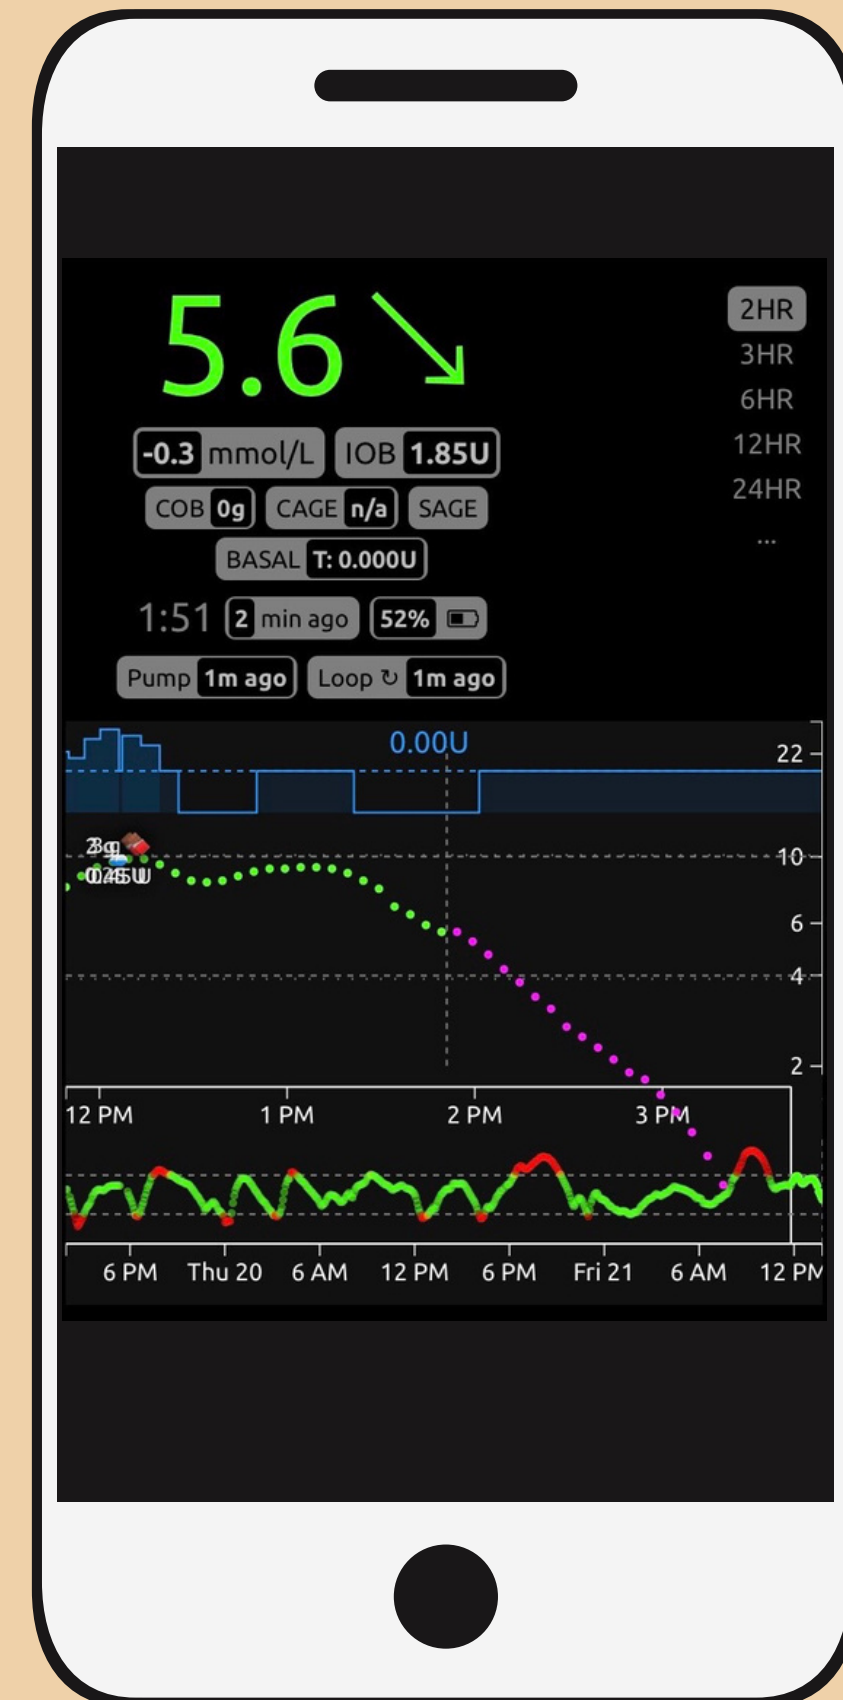 5.6
2HR
3HR
6HR
12HR
24HR
...
-0.3 mmol/L IOB 1.85U
COB 0g CAGE n/a SAGE
BASAL T: 0.000U
1:51 2 min ago 52%
Pump 1m ago Loop ↻ 1m ago
0.00U
22
10
6
4
2
12 PM 1 PM 2 PM 3 PM
6 PM Thu 20 6 AM 12 PM 6 PM Fri 21 6 AM 12 PM